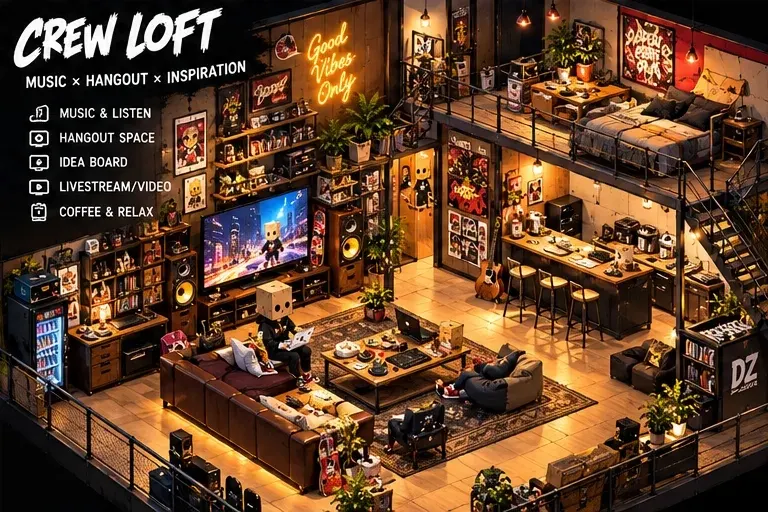 CREW LOFT
MUSIC × HANGOUT × INSPIRATION
MUSIC & LISTEN
HANGOUT SPACE
IDEA BOARD
LIVESTREAM/VIDEO
COFFEE & RELAX
Good
Vibes
Only
DZ